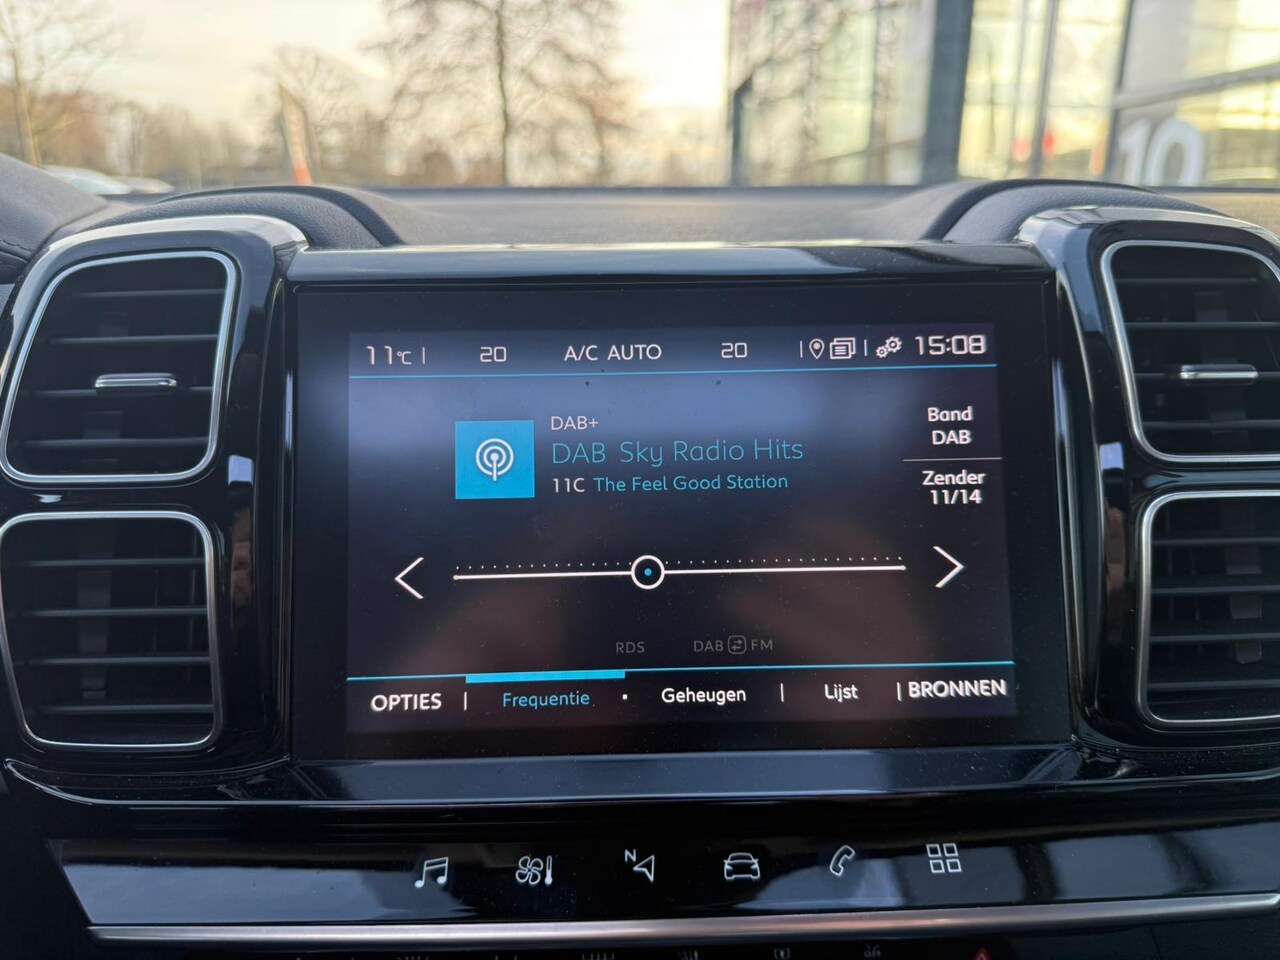 11°C | 20 A/C AUTO 20 | | 15:08
DAB+
DAB Sky Radio Hits
11C The Feel Good Station
Band
DAB
Zender
11/14
RDS DAB FM
OPTIES | Frequentie · Geheugen | Lijst | BRONNEN
N
10